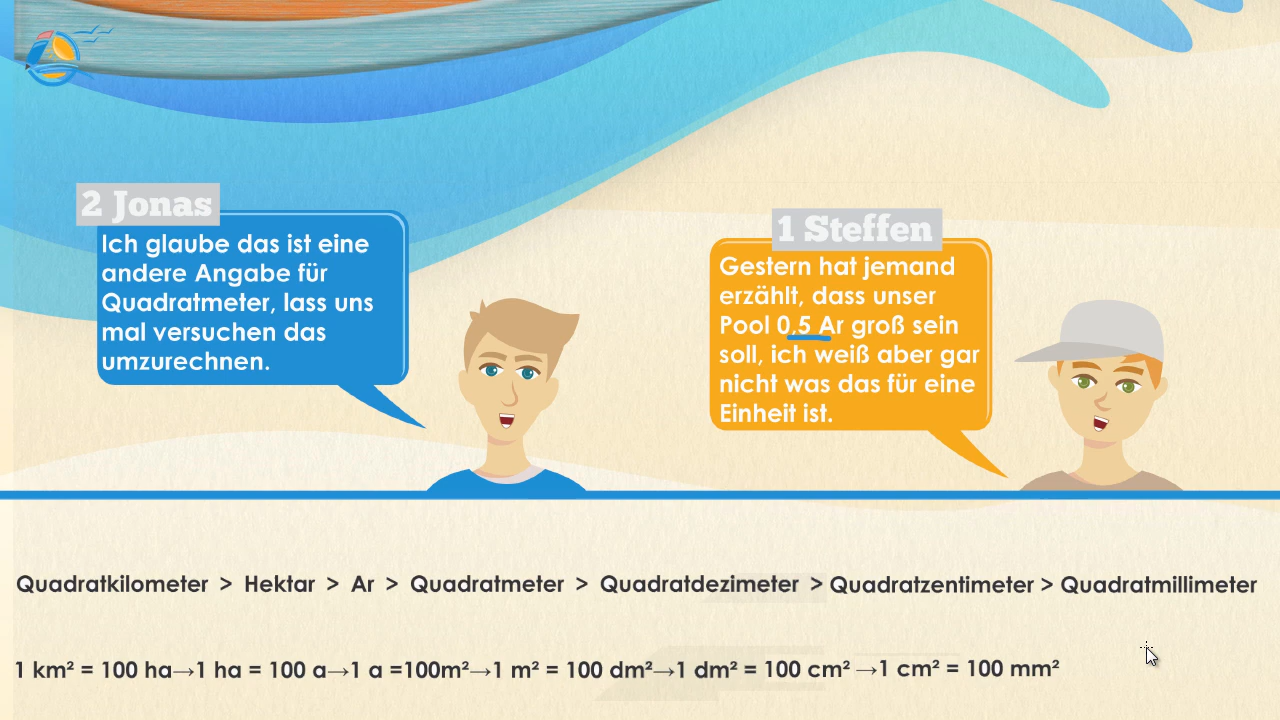 2 Jonas
Ich glaube das ist eine
andere Angabe für
Quadratmeter, lass uns
mal versuchen das
umzurechnen.
1 Steffen
Gestern hat jemand
erzählt, dass unser
Pool 0,5 Ar groß sein
soll, ich weiß aber gar
nicht was das für eine
Einheit ist.
Quadratkilometer > Hektar > Ar > Quadratmeter > Quadratdezimeter > Quadratzentimeter > Quadratmillimeter
1 km² = 100 ha→1 ha = 100 a→1 a =100m²→1 m² = 100 dm²→1 dm² = 100 cm² →1 cm² = 100 mm²